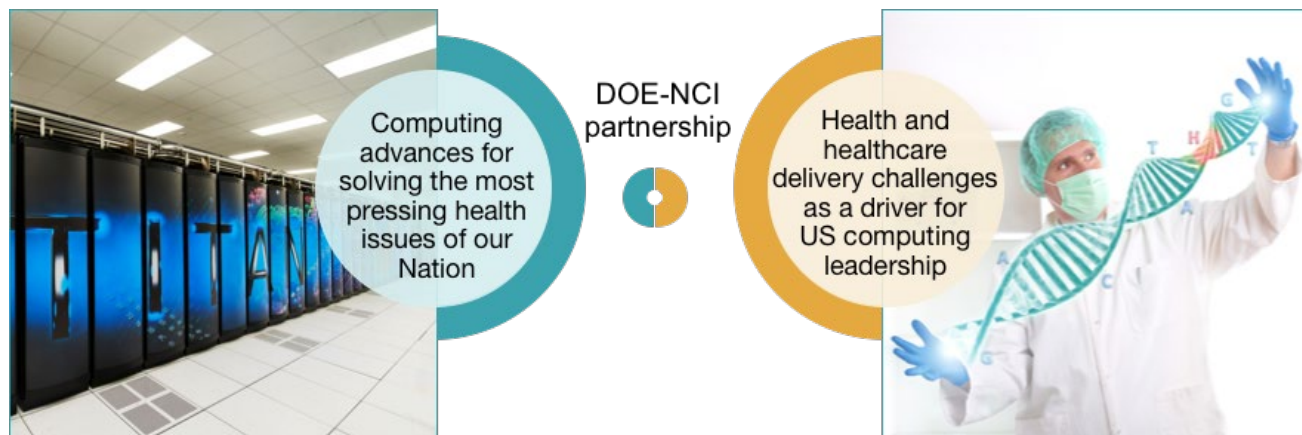 TITAN
Computing
advances for
solving the most
pressing health
issues of our
Nation
DOE-NCI
partnership
Health and
healthcare
delivery challenges
as a driver for
US computing
leadership
G
T
H
T
A
A
C
G